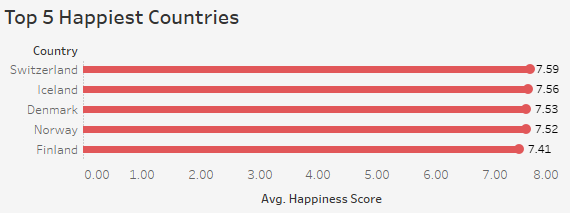 Top 5 Happiest Countries
Country
Switzerland 7.59
Iceland 7.56
Denmark 7.53
Norway 7.52
Finland 7.41
0.00 1.00 2.00 3.00 4.00 5.00 6.00 7.00 8.00
Avg. Happiness Score